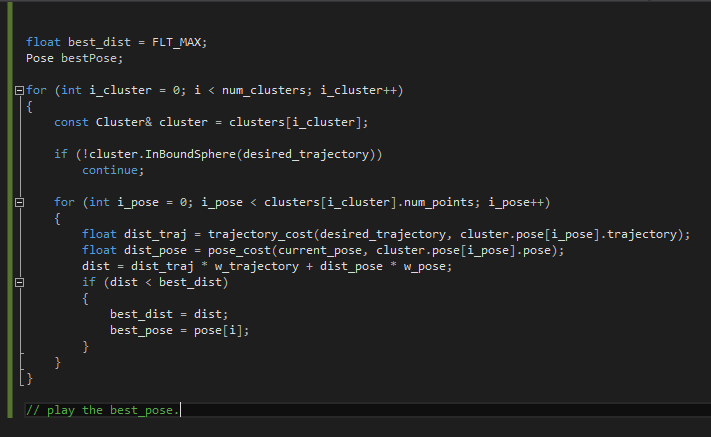 float best_dist = FLT_MAX;
Pose bestPose;
for (int i_cluster = 0; i < num_clusters; i_cluster++)
{
const Cluster& cluster = clusters[i_cluster];
if (!cluster.InBoundSphere(desired_trajectory))
continue;
for (int i_pose = 0; i_pose < clusters[i_cluster].num_points; i_pose++)
{
float dist_traj = trajectory_cost(desired_trajectory, cluster.pose[i_pose].trajectory);
float dist_pose = pose_cost(current_pose, cluster.pose[i_pose].pose);
dist = dist_traj * w_trajectory + dist_pose * w_pose;
if (dist < best_dist)
{
best_dist = dist;
best_pose = pose[i];
}
}
}
// play the best_pose.